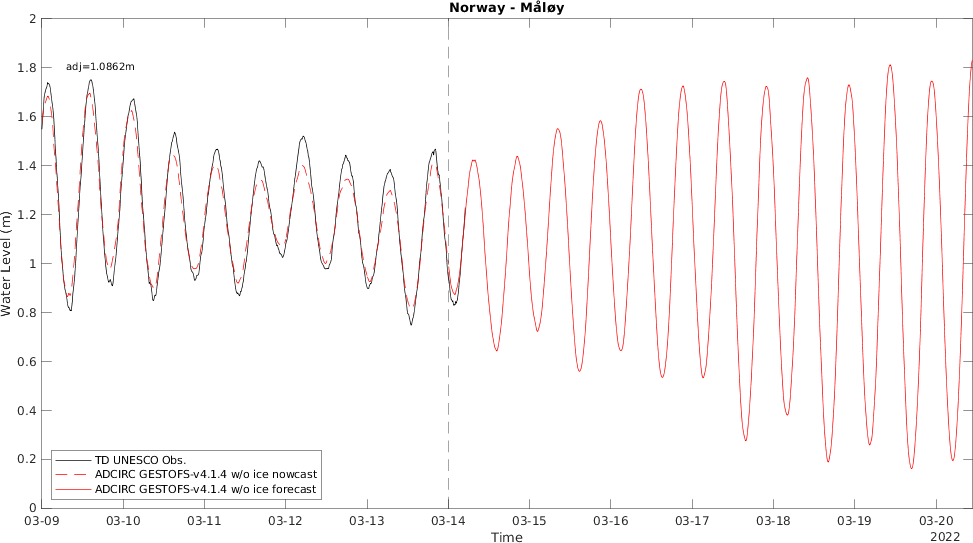 Norway - Måløy
2
1.8
1.6
1.4
1.2
1
0.8
0.6
0.4
0.2
0
Water Level (m)
adj=1.0862m
TD UNESCO Obs.
ADCIRC GESTOFS-v4.1.4 w/o ice nowcast
ADCIRC GESTOFS-v4.1.4 w/o ice forecast
03-09 03-10 03-11 03-12 03-13 03-14 03-15 03-16 03-17 03-18 03-19 03-20
Time
2022